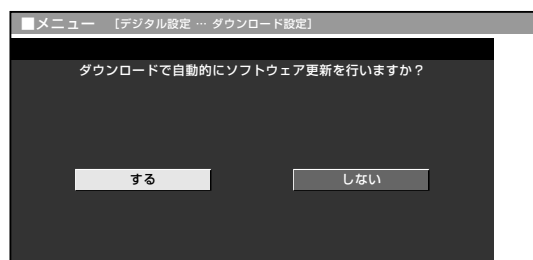 ■メニュー [デジタル設定 … ダウンロード設定]
ダウンロードで自動的にソフトウェア更新を行いますか？
する
しない